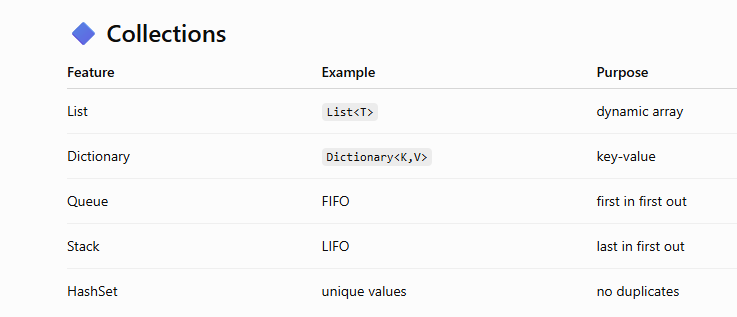 Collections
Feature Example Purpose
List List<T> dynamic array
Dictionary Dictionary<K,V> key-value
Queue FIFO first in first out
Stack LIFO last in first out
HashSet unique values no duplicates